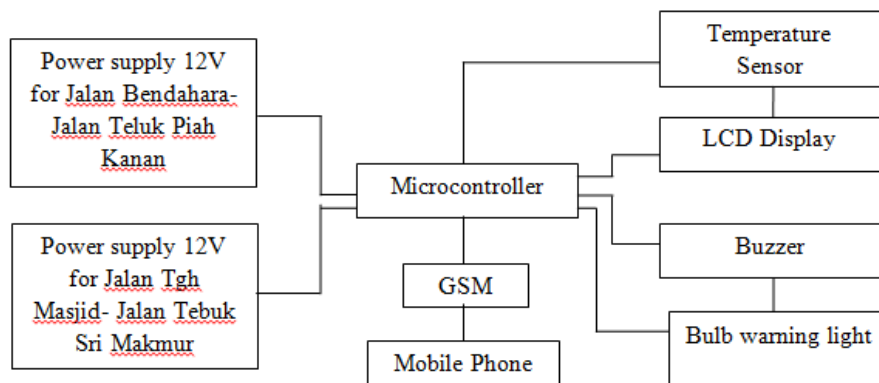 Power supply 12V
for Jalan Bendahara-
Jalan Teluk Piah
Kanan
Power supply 12V
for Jalan Tgh
Masjid- Jalan Tebuk
Sri Makmur
Microcontroller
GSM
Mobile Phone
Temperature
Sensor
LCD Display
Buzzer
Bulb warning light